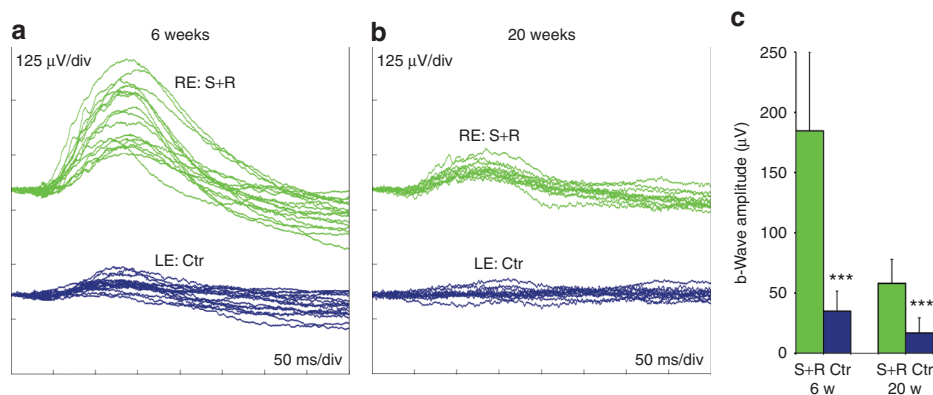 a
6 weeks
125 µV/div
RE: S+R
LE: Ctr
50 ms/div
b
20 weeks
125 µV/div
RE: S+R
LE: Ctr
50 ms/div
c
b-Wave amplitude (µV)
250
200
150
100
50
0
***
***
S+R Ctr S+R Ctr
6 w 20 w